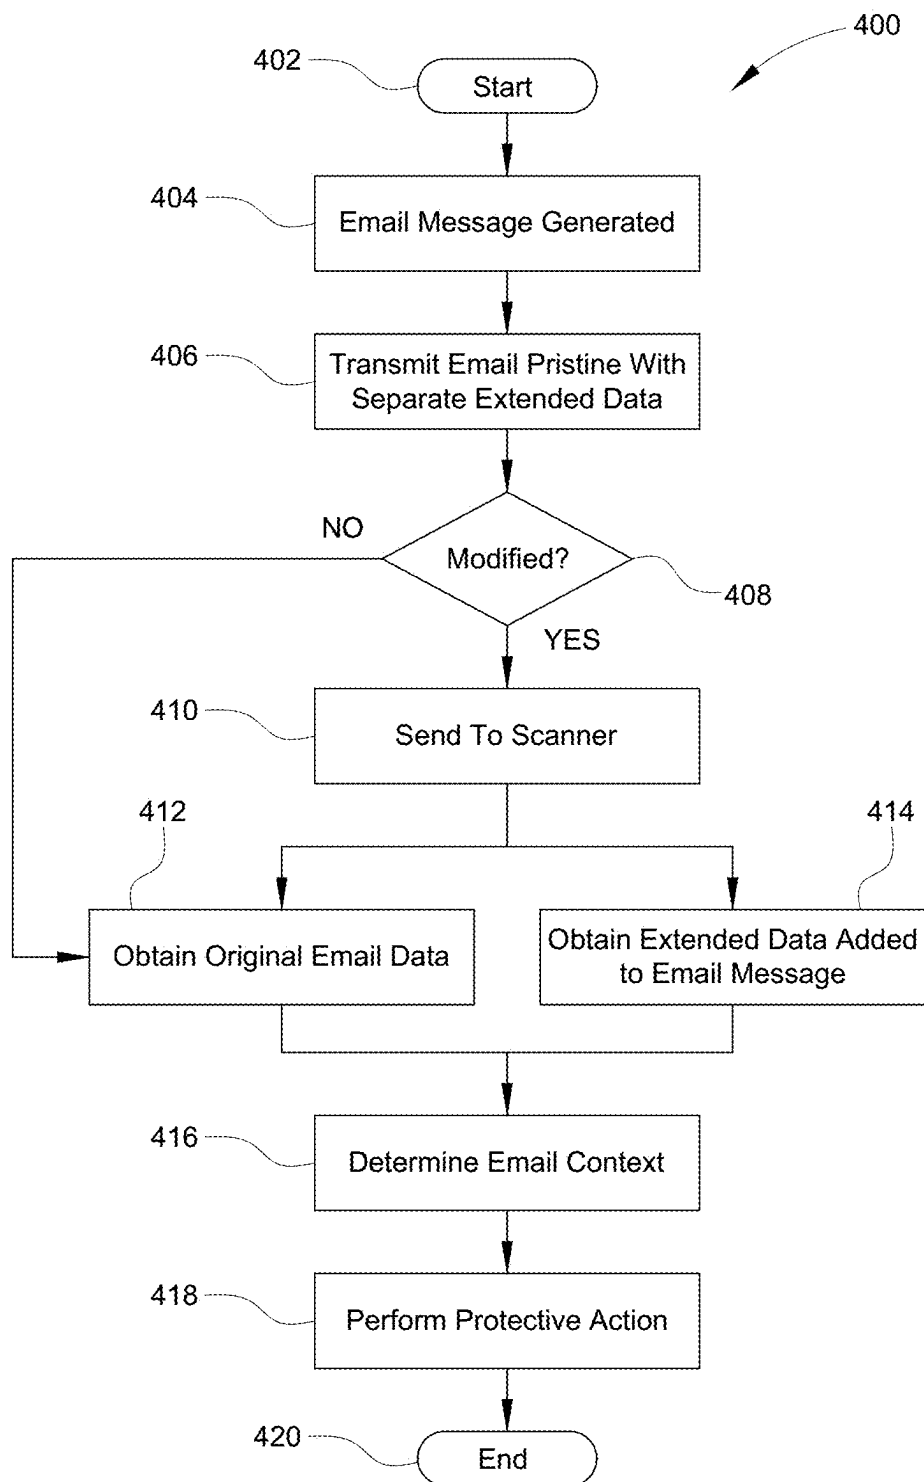 400
402
Start
404
Email Message Generated
406
Transmit Email Pristine With
Separate Extended Data
NO
Modified?
408
YES
410
Send To Scanner
412
414
Obtain Original Email Data
Obtain Extended Data Added
to Email Message
416
Determine Email Context
418
Perform Protective Action
420
End